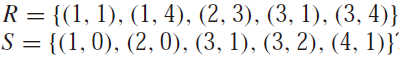 R = {(1, 1), (1, 4), (2, 3), (3, 1), (3, 4)}
S = {(1, 0), (2, 0), (3, 1), (3, 2), (4, 1)}